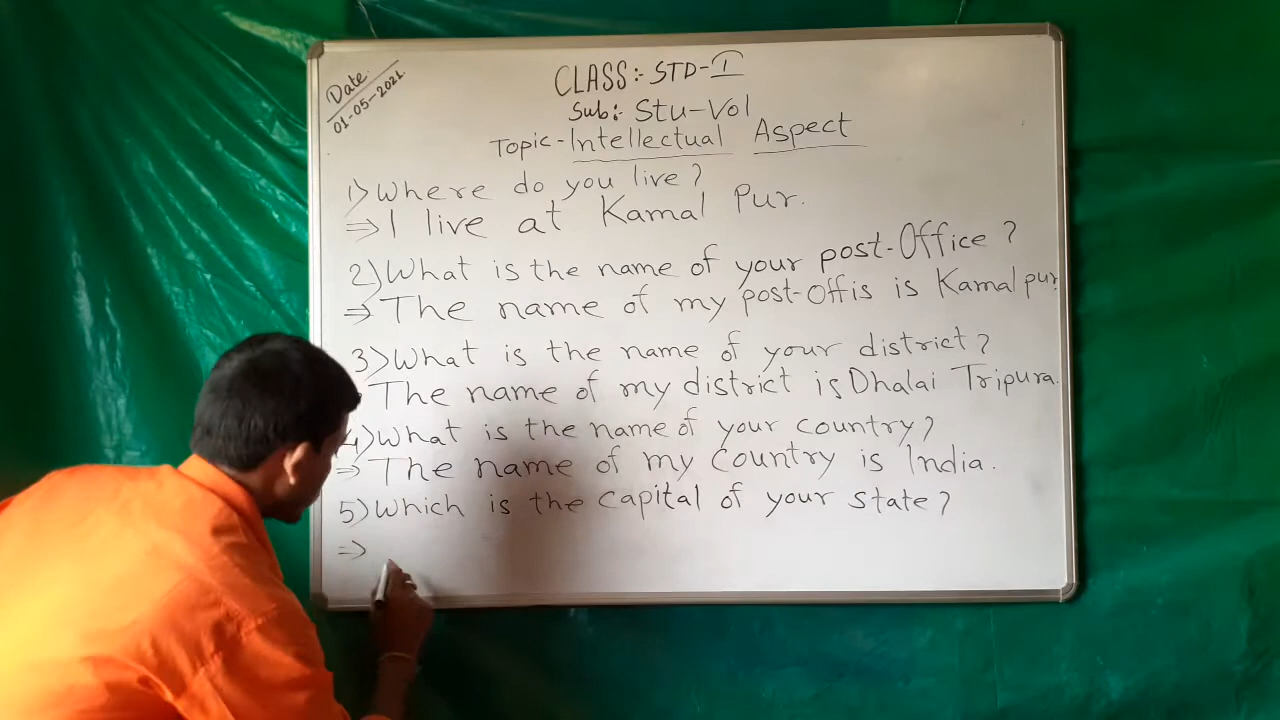 Date.
01-05-2021.
CLASS:- STD-I
Sub:- Stu-Vol
Topic-Intellectual Aspect
1) Where do you live?
⇒ I live at Kamal Pur.
2) What is the name of your post-Office?
⇒ The name of my post-offis is Kamalpur.
3) What is the name of your district?
The name of my district is Dhalai Tripura.
4) What is the name of your country?
⇒ The name of my country is India.
5) Which is the capital of your state?
⇒